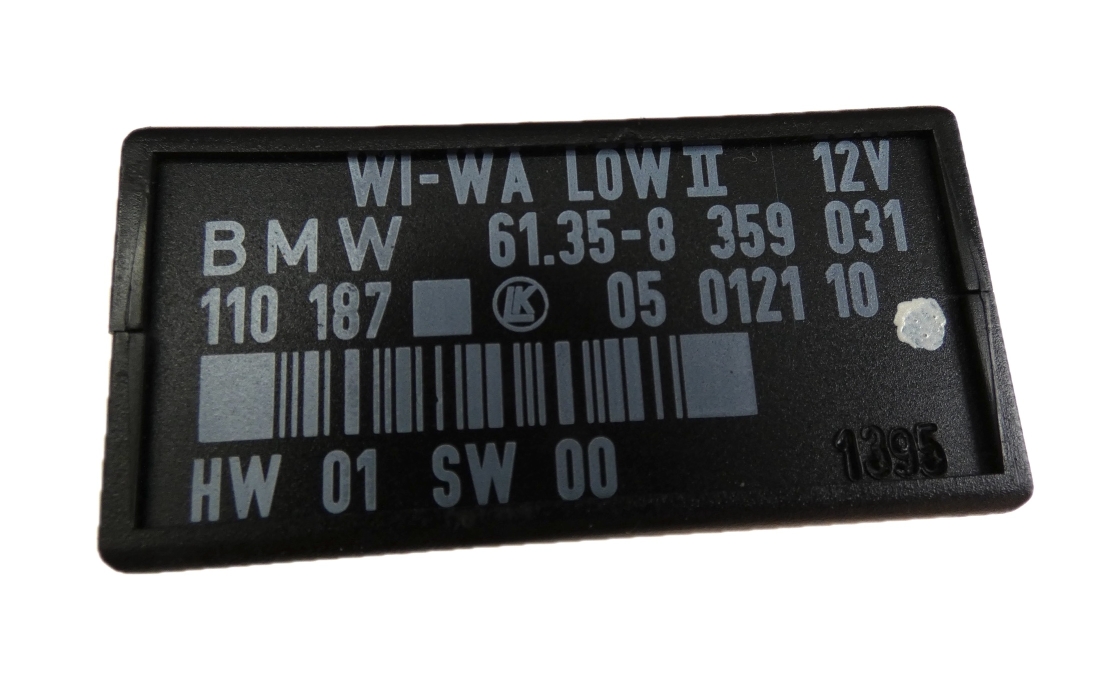 WI-WA LOW II 12V
BMW 61.35-8 359 031
110 187 LK 05 0121 10
HW 01 SW 00
1395